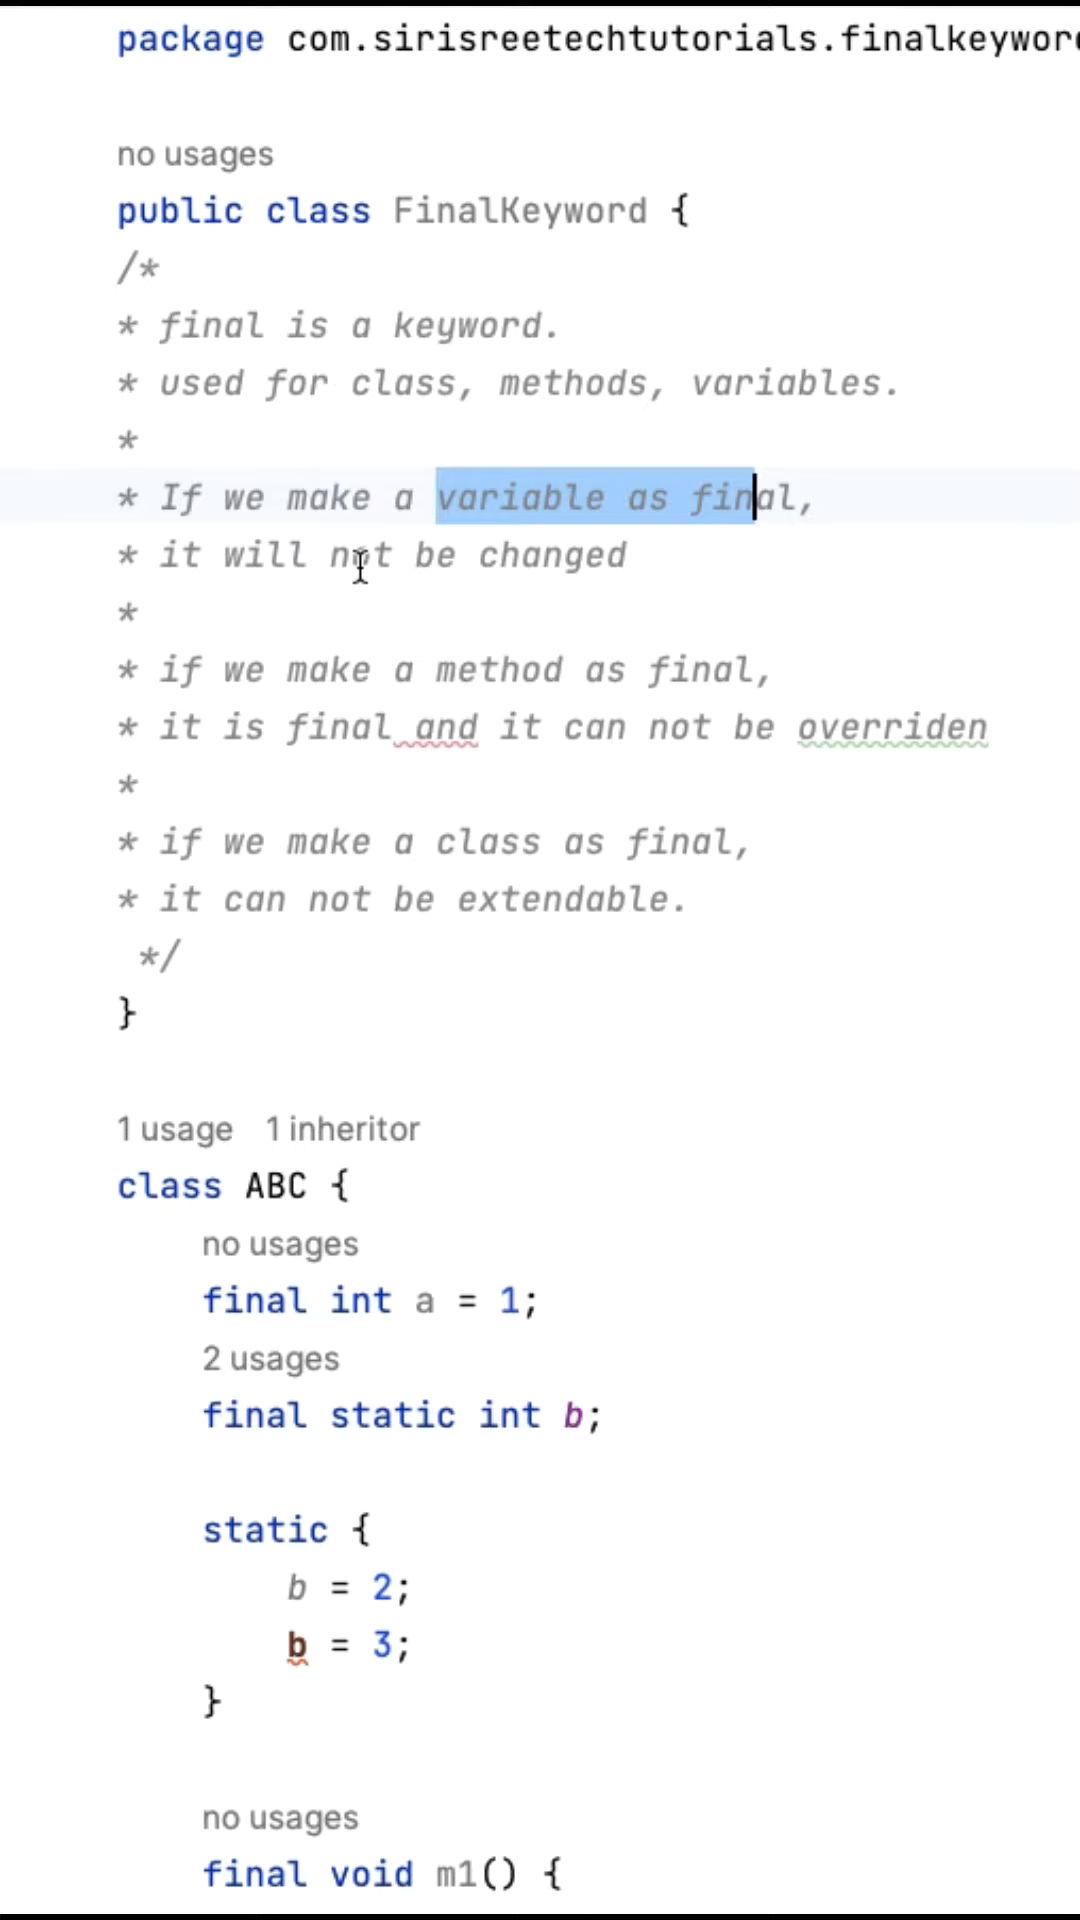 package com.sirisreetechtutorials.finalkeyword
no usages
public class FinalKeyword {
/*
* final is a keyword.
* used for class, methods, variables.
*
* If we make a variable as final,
* it will not be changed
*
* if we make a method as final,
* it is final and it can not be overriden
*
* if we make a class as final,
* it can not be extendable.
*/
}
1 usage 1 inheritor
class ABC {
no usages
final int a = 1;
2 usages
final static int b;
static {
b = 2;
b = 3;
}
no usages
final void m1() {